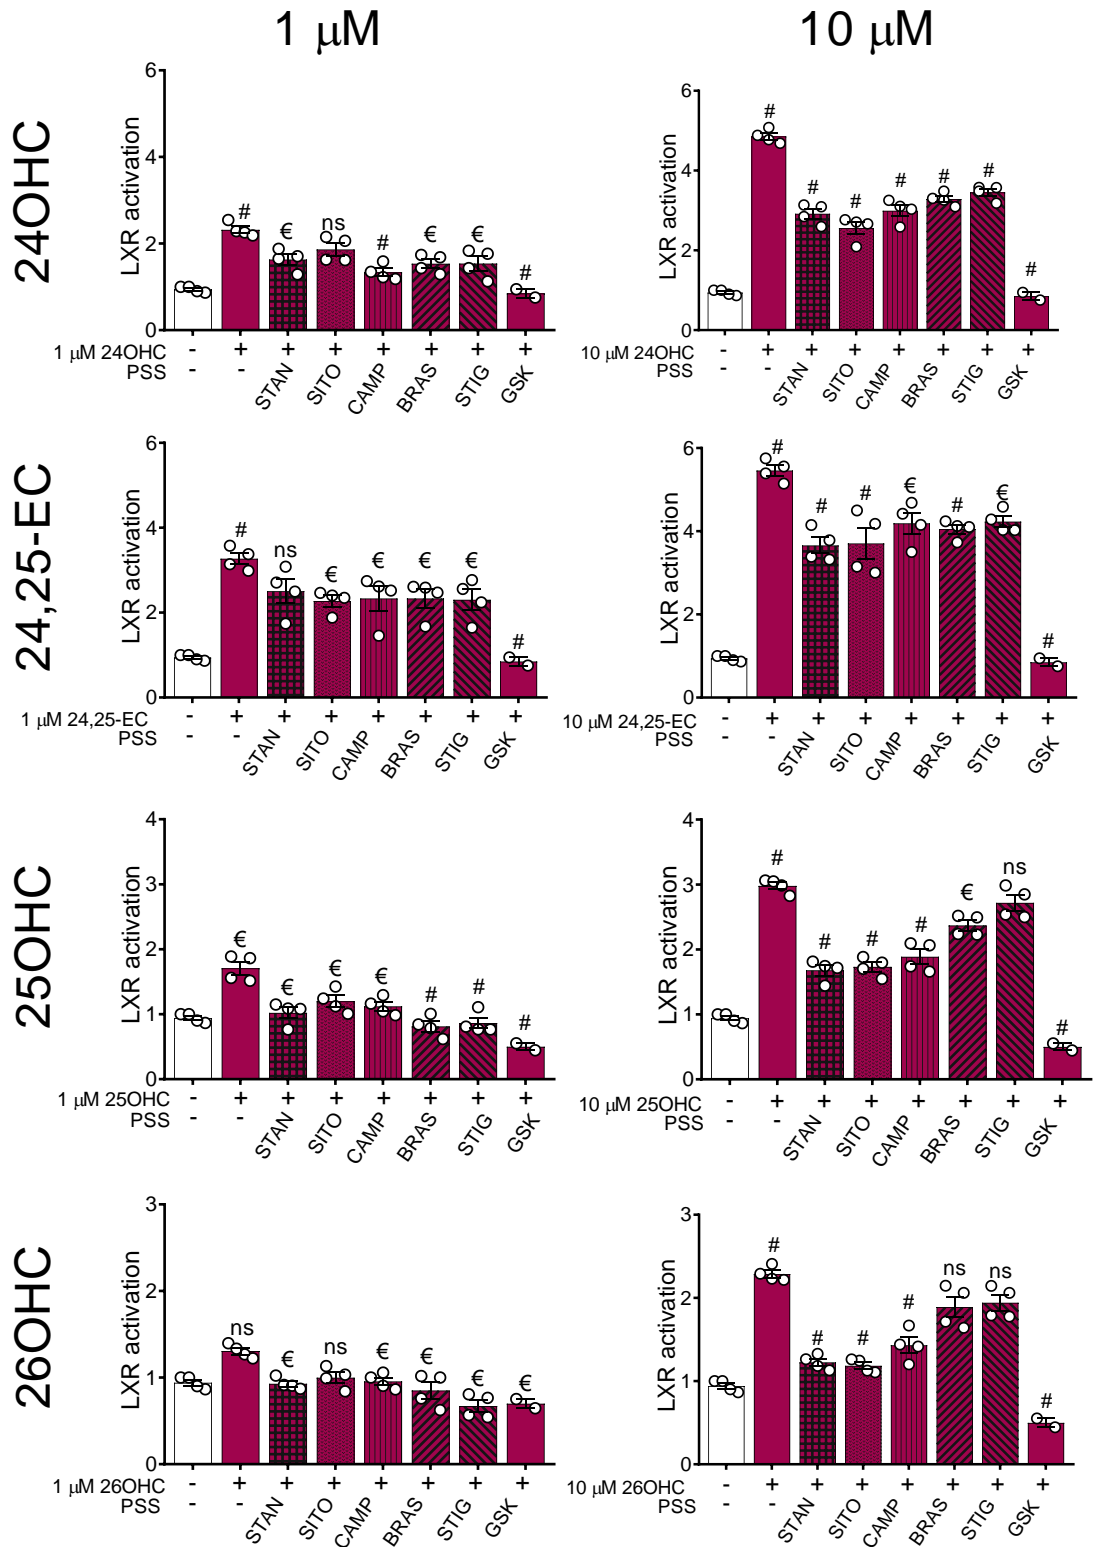 1 μM
10 μM
24OHC
LXR activation
6
4
2
0
# € ns # € € #
1 μM 24OHC - + + + + + + +
PSS - - STAN SITO CAMP BRAS STIG GSK
LXR activation
6
4
2
0
# # # # # # #
10 μM 24OHC - + + + + + + +
PSS - - STAN SITO CAMP BRAS STIG GSK
24,25-EC
LXR activation
6
4
2
0
# ns € € € € #
1 μM 24,25-EC - + + + + + + +
PSS - - STAN SITO CAMP BRAS STIG GSK
LXR activation
6
4
2
0
# # # € # € #
10 μM 24,25-EC - + + + + + + +
PSS - - STAN SITO CAMP BRAS STIG GSK
25OHC
LXR activation
4
3
2
1
0
€ € € € # # #
1 μM 25OHC - + + + + + + +
PSS - - STAN SITO CAMP BRAS STIG GSK
LXR activation
4
3
2
1
0
# # # # € ns #
10 μM 25OHC - + + + + + + +
PSS - - STAN SITO CAMP BRAS STIG GSK
26OHC
LXR activation
3
2
1
0
ns € ns € € € €
1 μM 26OHC - + + + + + + +
PSS - - STAN SITO CAMP BRAS STIG GSK
LXR activation
3
2
1
0
# # # # ns ns #
10 μM 26OHC - + + + + + + +
PSS - - STAN SITO CAMP BRAS STIG GSK